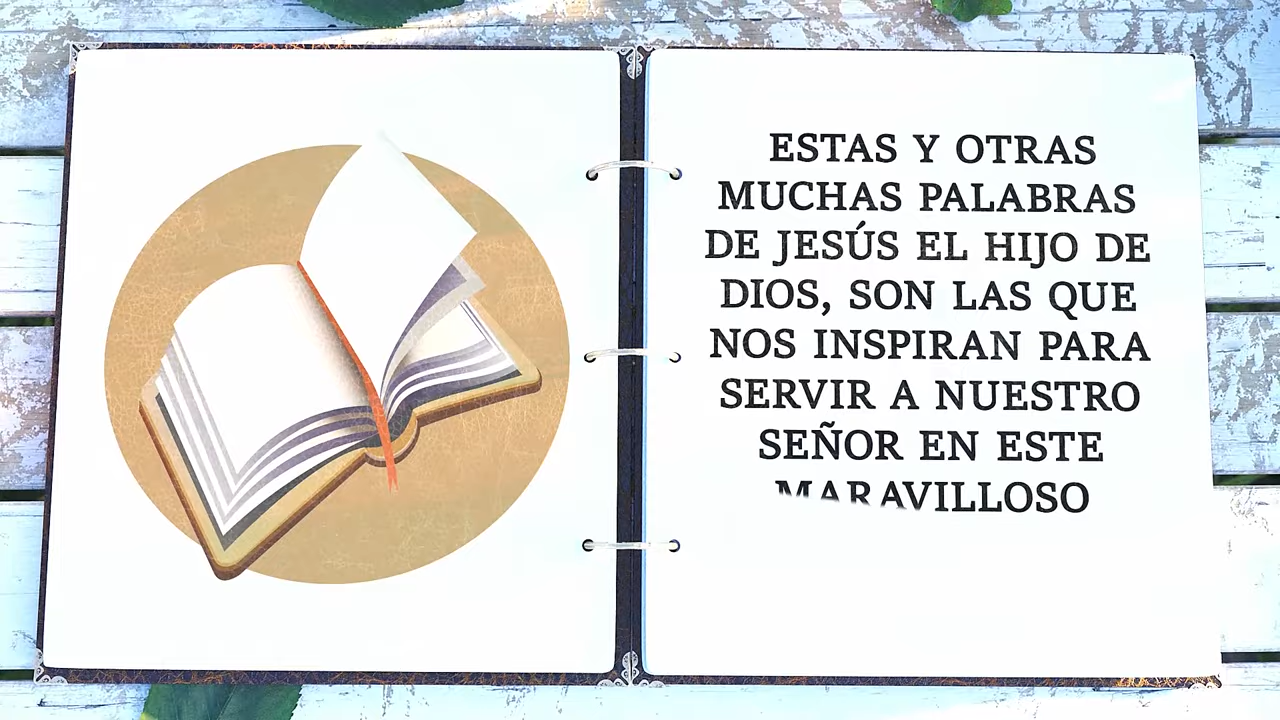 ESTAS Y OTRAS
MUCHAS PALABRAS
DE JESÚS EL HIJO DE
DIOS, SON LAS QUE
NOS INSPIRAN PARA
SERVIR A NUESTRO
SEÑOR EN ESTE
MARAVILLOSO